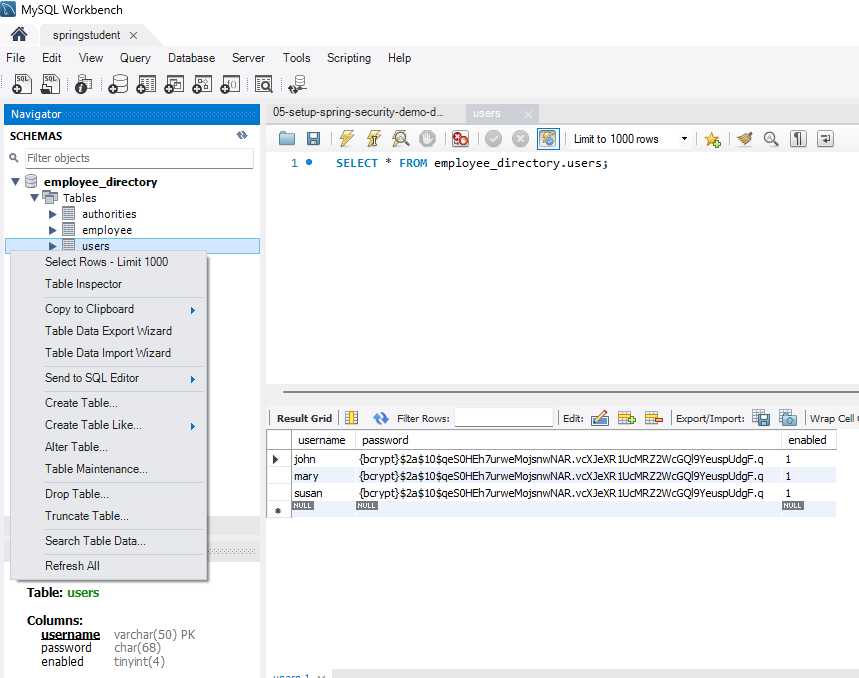 MySQL Workbench
springstudent
File Edit View Query Database Server Tools Scripting Help
Navigator
SCHEMAS
Filter objects
employee_directory
Tables
authorities
employee
users
Select Rows - Limit 1000
Table Inspector
Copy to Clipboard
Table Data Export Wizard
Table Data Import Wizard
Send to SQL Editor
Create Table...
Create Table Like...
Alter Table...
Table Maintenance...
Drop Table...
Truncate Table...
Search Table Data...
Refresh All
Table: users
Columns:
username varchar(50) PK
password char(68)
enabled tinyint(4)
05-setup-spring-security-demo-d... users
Limit to 1000 rows
1 SELECT * FROM employee_directory.users;
Result Grid Filter Rows: Edit: Export/Import: Wrap Cell
username password enabled
john {bcrypt}$2a$10$qeS0HEh7urweMojsnwNAR.vcXJeXR1UcMRZ2WcGQl9YeuspUdgF.q 1
mary {bcrypt}$2a$10$qeS0HEh7urweMojsnwNAR.vcXJeXR1UcMRZ2WcGQl9YeuspUdgF.q 1
susan {bcrypt}$2a$10$qeS0HEh7urweMojsnwNAR.vcXJeXR1UcMRZ2WcGQl9YeuspUdgF.q 1
NULL NULL NULL
users 1